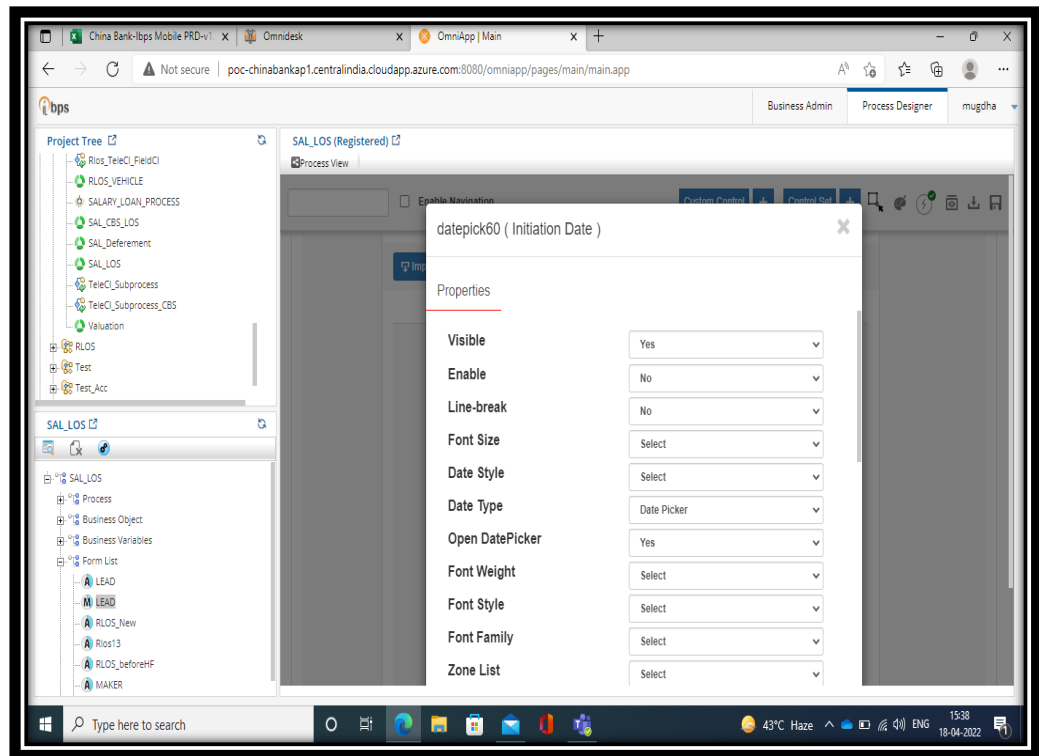 China Bank-Ibps Mobile PRD-v1.
Omnidesk
OmniApp | Main
Not secure
poc-chinabankap1.centralindia.cloudapp.azure.com:8080/omniapp/pages/main/main.app
ibps
Business Admin
Process Designer
mugdha
Project Tree
Rlos_TeleCI_FieldCI
RLOS_VEHICLE
SALARY_LOAN_PROCESS
SAL_CBS_LOS
SAL_Deferement
SAL_LOS
TeleCI_Subprocess
TeleCI_Subprocess_CBS
Valuation
RLOS
Test
Test_Acc
SAL_LOS
SAL_LOS
Process
Business Object
Business Variables
Form List
A LEAD
M LEAD
A RLOS_New
A Rlos13
A RLOS_beforeHF
A MAKER
SAL_LOS (Registered)
Process View
Enable Navigation
Custom Control +
Control Set +
Imp
datepick60 ( Initiation Date )
Properties
Visible Yes
Enable No
Line-break No
Font Size Select
Date Style Select
Date Type Date Picker
Open DatePicker Yes
Font Weight Select
Font Style Select
Font Family Select
Zone List Select
Type here to search
43°C Haze
ENG
15:38
18-04-2022